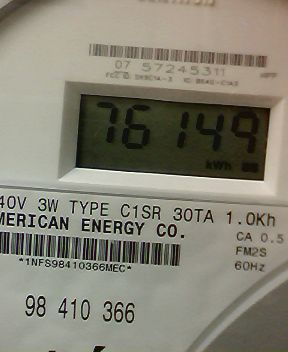 07 57245311
76149
kWh
40V 3W TYPE C1SR 30TA 1.0Kh
MERICAN ENERGY CO.
CA 0.5
FM2S
60Hz
*1NFS98410366MEC*
98 410 366